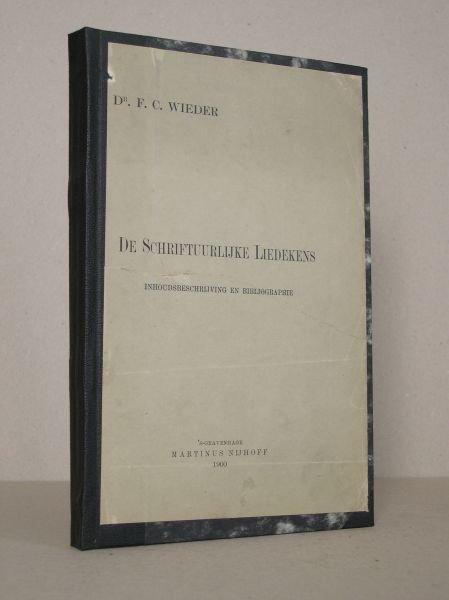 Dr. F. C. WIEDER
DE SCHRIFTUURLIJKE LIEDEKENS
INHOUDSBESCHRIJVING EN BIBLIOGRAPHIE
'S-GRAVENHAGE
MARTINUS NIJHOFF
1900